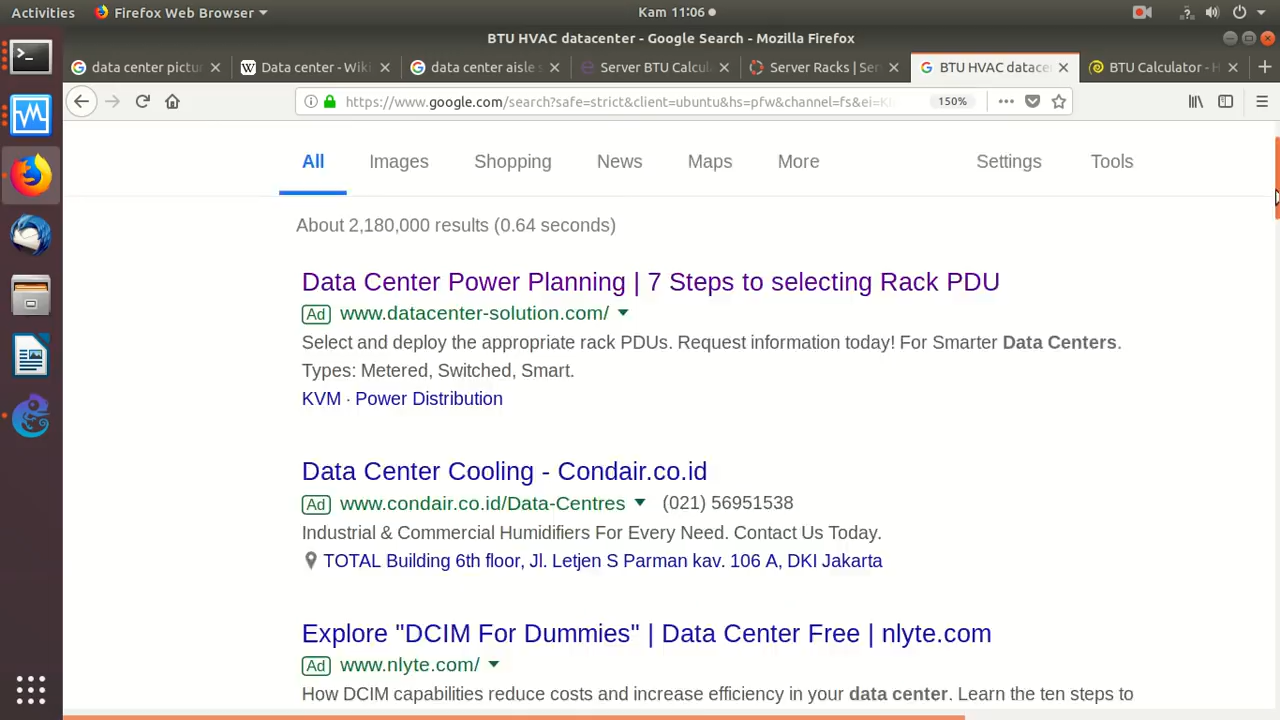 Activities Firefox Web Browser Kam 11:06
BTU HVAC datacenter - Google Search - Mozilla Firefox
data center pictu Data center - Wiki data center aisle s Server BTU Calcul Server Racks | Ser BTU HVAC datace BTU Calculator - H
https://www.google.com/search?safe=strict&client=ubuntu&hs=pfw&channel=fs&ei=K 150%
All Images Shopping News Maps More Settings Tools
About 2,180,000 results (0.64 seconds)
Data Center Power Planning | 7 Steps to selecting Rack PDU
Ad www.datacenter-solution.com/
Select and deploy the appropriate rack PDUs. Request information today! For Smarter Data Centers.
Types: Metered, Switched, Smart.
KVM · Power Distribution
Data Center Cooling - Condair.co.id
Ad www.condair.co.id/Data-Centres (021) 56951538
Industrial & Commercial Humidifiers For Every Need. Contact Us Today.
TOTAL Building 6th floor, Jl. Letjen S Parman kav. 106 A, DKI Jakarta
Explore "DCIM For Dummies" | Data Center Free | nlyte.com
Ad www.nlyte.com/
How DCIM capabilities reduce costs and increase efficiency in your data center. Learn the ten steps to